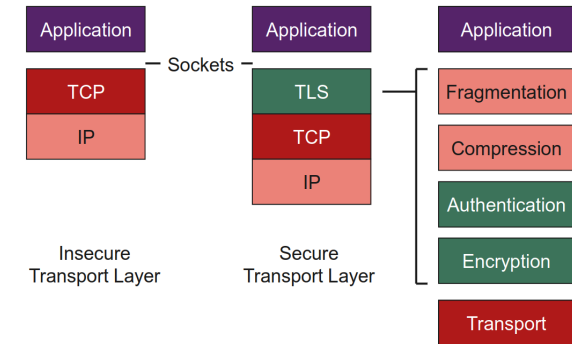 Application
Application
Application
Sockets
TCP
IP
TLS
TCP
IP
Fragmentation
Compression
Authentication
Encryption
Transport
Insecure
Transport Layer
Secure
Transport Layer